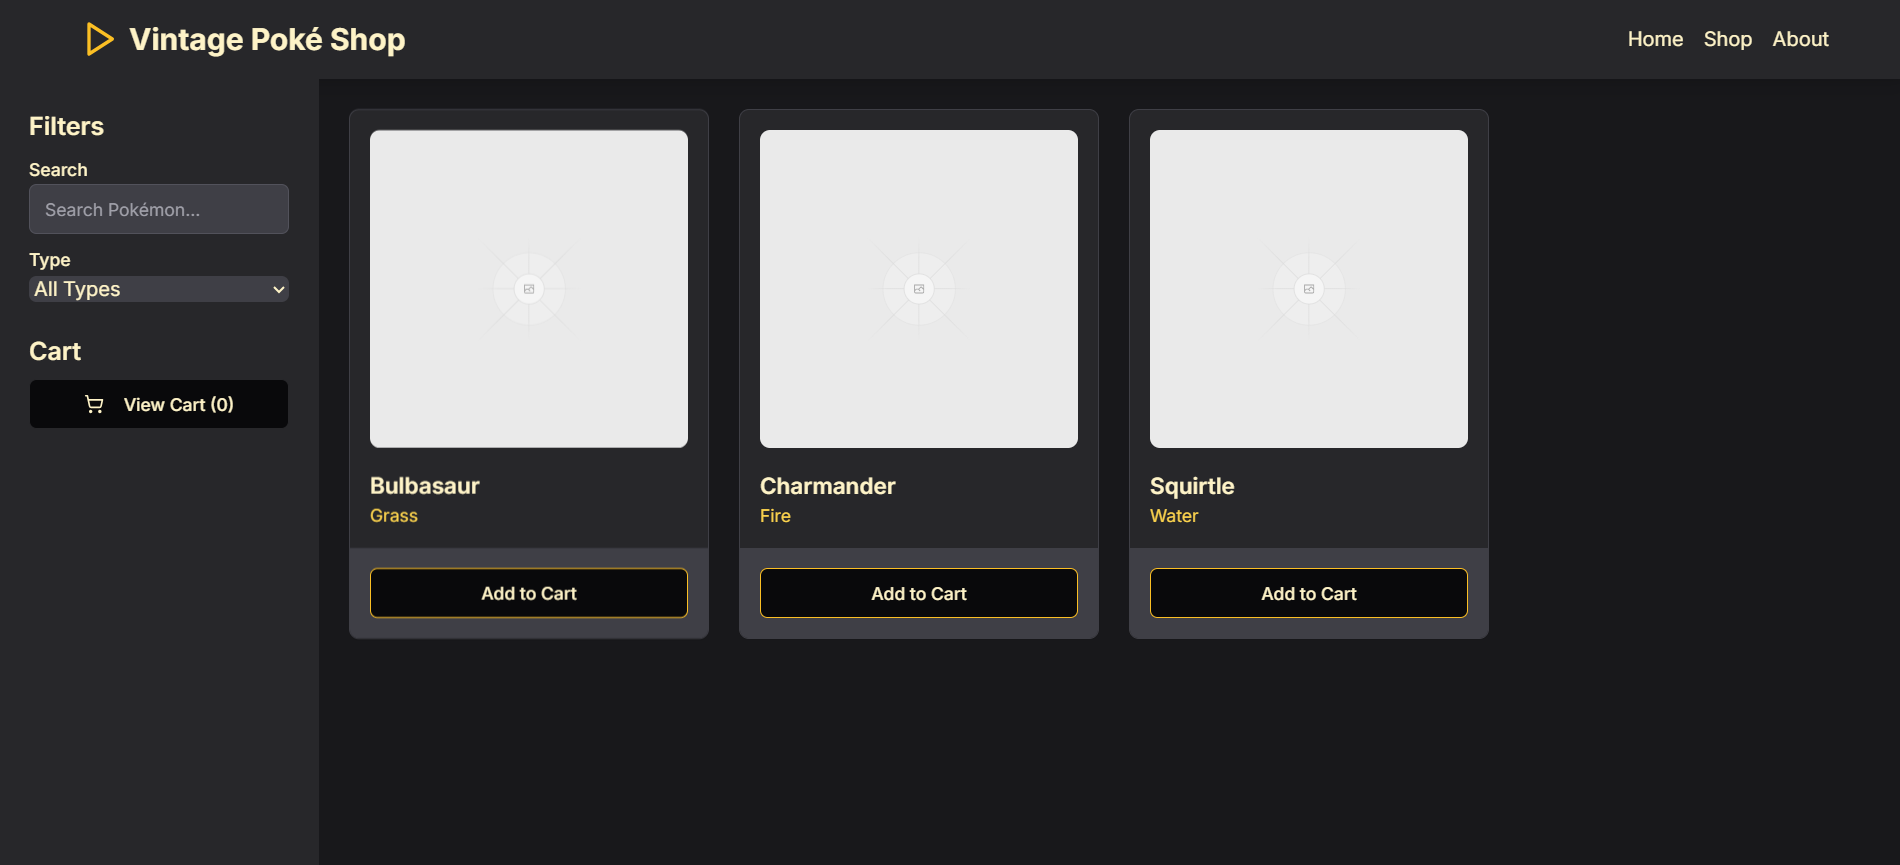 Vintage Poké Shop
Home Shop About
Filters
Search
Search Pokémon...
Type
All Types
Cart
View Cart (0)
Bulbasaur
Grass
Add to Cart
Charmander
Fire
Add to Cart
Squirtle
Water
Add to Cart